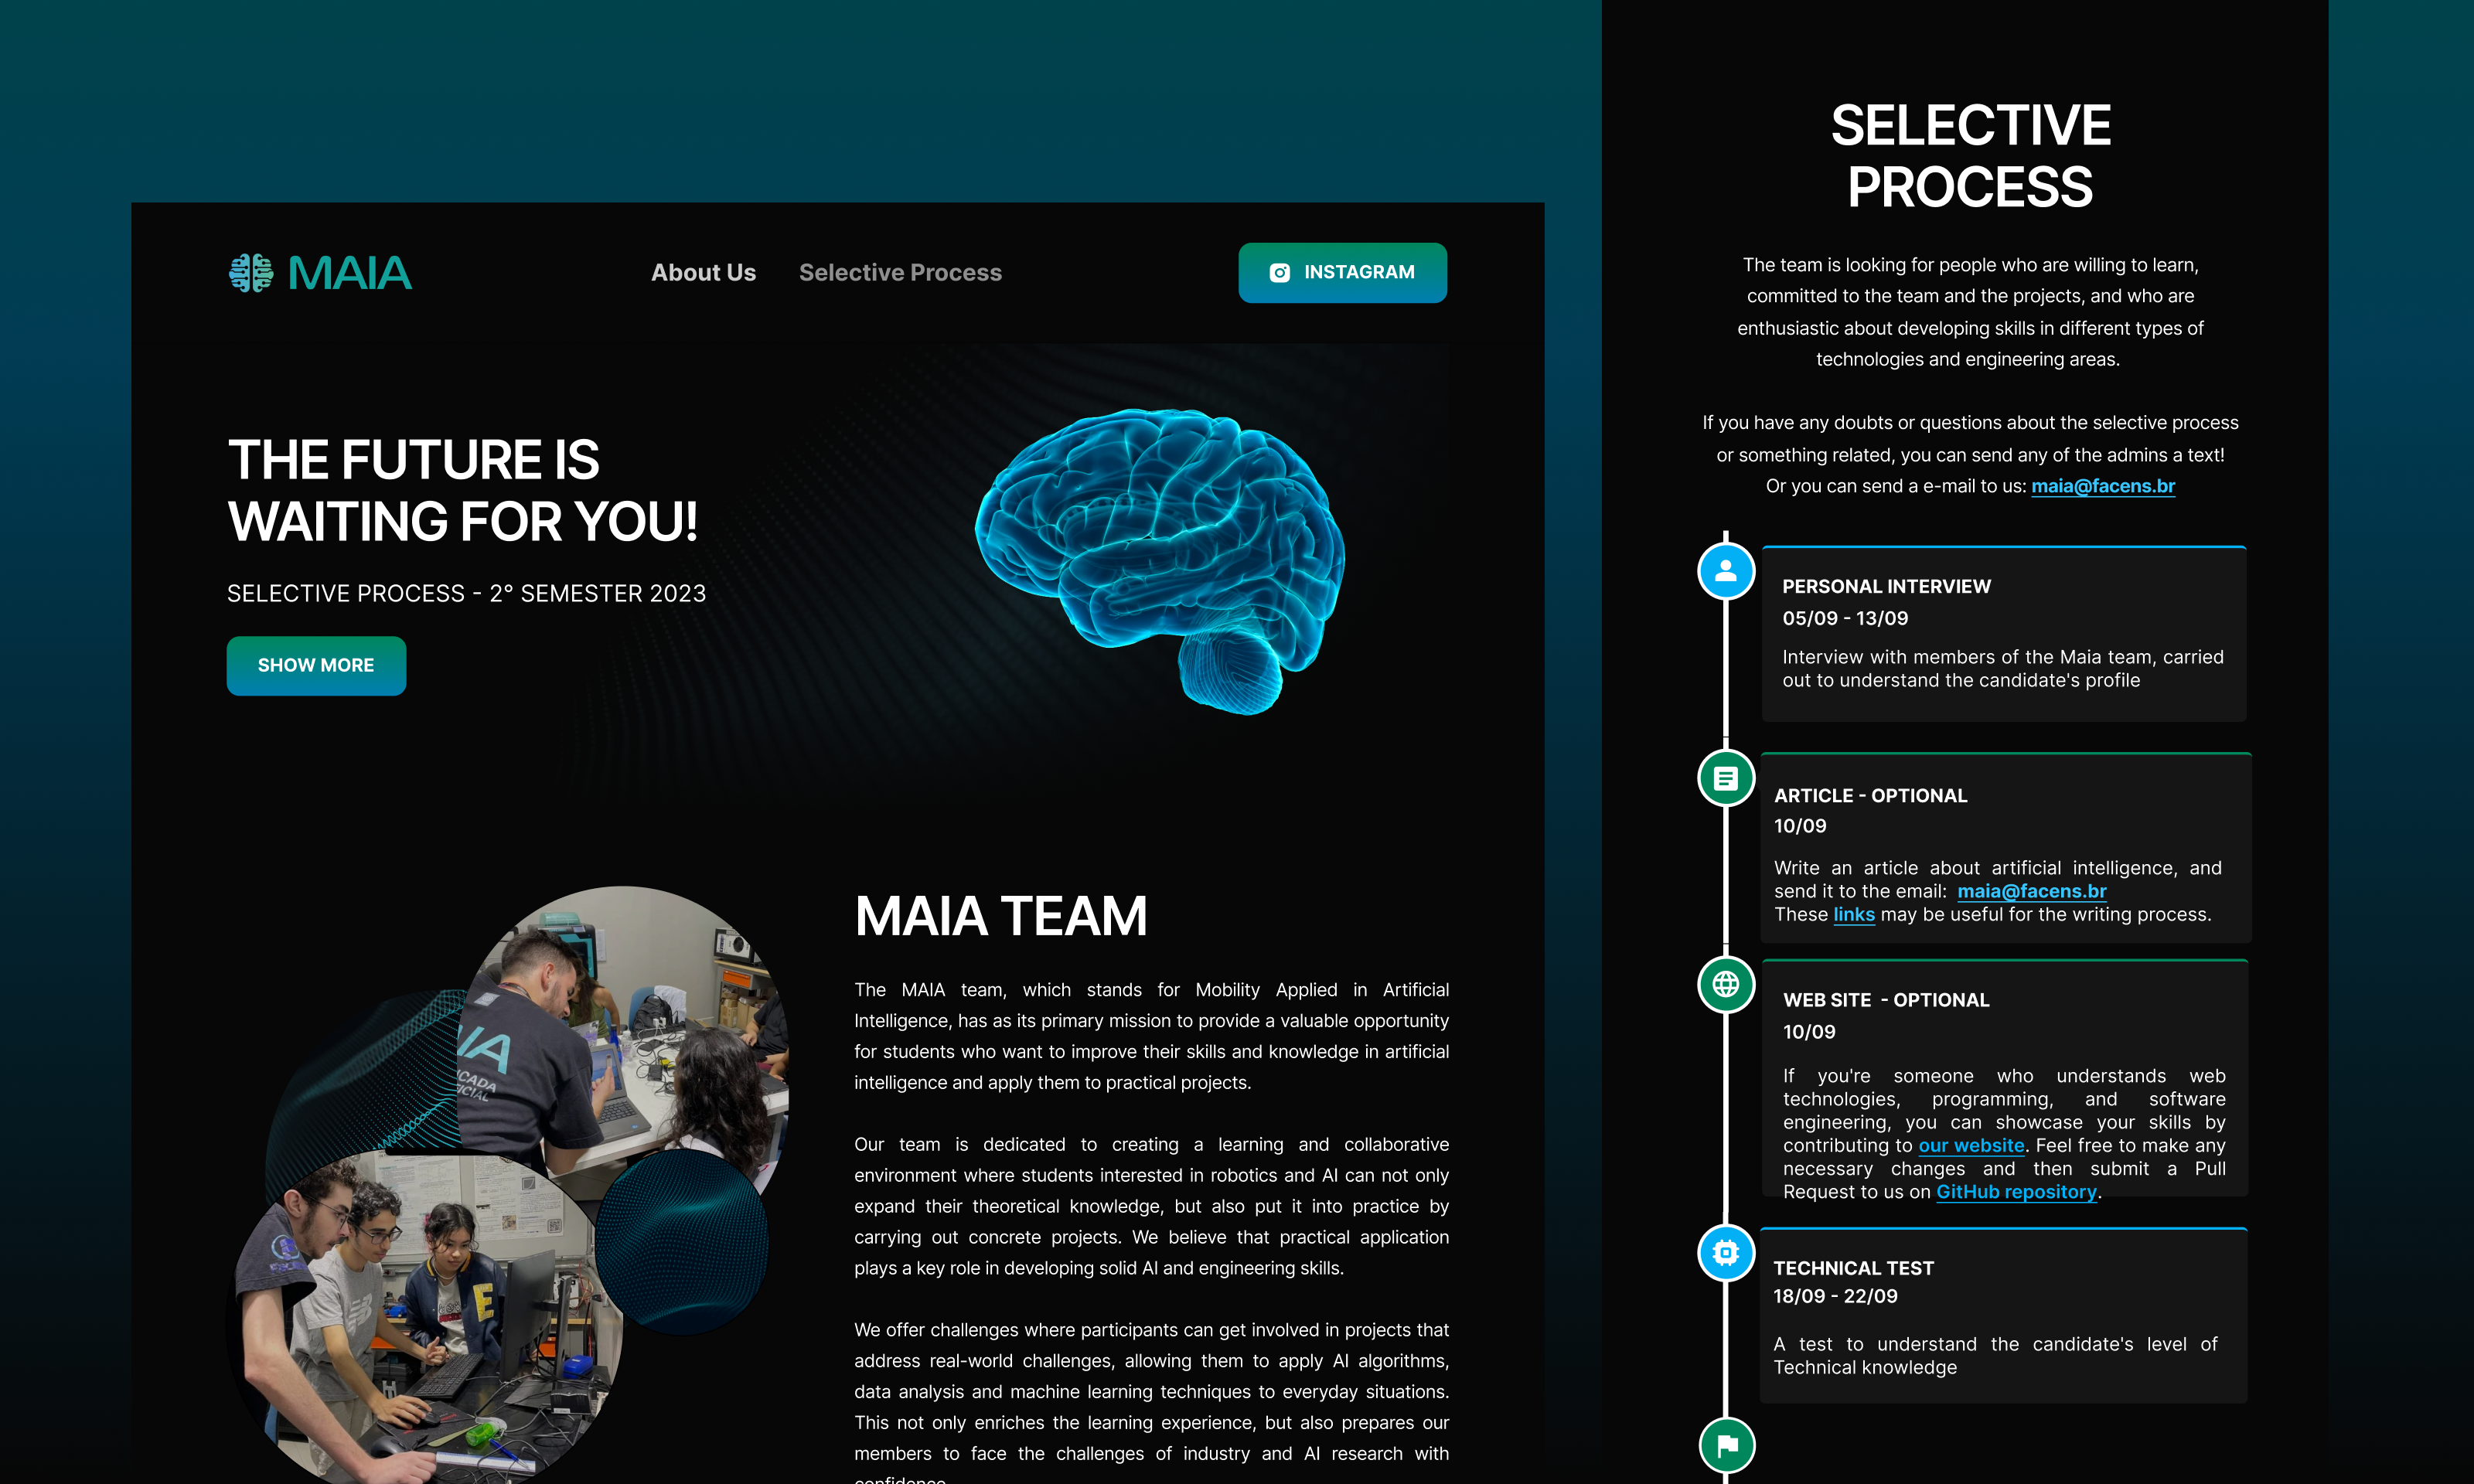 MAIA
About Us
Selective Process
INSTAGRAM
THE FUTURE IS
WAITING FOR YOU!
SELECTIVE PROCESS - 2° SEMESTER 2023
SHOW MORE
MAIA TEAM
The MAIA team, which stands for Mobility Applied in Artificial
Intelligence, has as its primary mission to provide a valuable opportunity
for students who want to improve their skills and knowledge in artificial
intelligence and apply them to practical projects.
Our team is dedicated to creating a learning and collaborative
environment where students interested in robotics and AI can not only
expand their theoretical knowledge, but also put it into practice by
carrying out concrete projects. We believe that practical application
plays a key role in developing solid AI and engineering skills.
We offer challenges where participants can get involved in projects that
address real-world challenges, allowing them to apply AI algorithms,
data analysis and machine learning techniques to everyday situations.
This not only enriches the learning experience, but also prepares our
members to face the challenges of industry and AI research with
IA
ICADA
ICIAL
E
SELECTIVE
PROCESS
The team is looking for people who are willing to learn,
committed to the team and the projects, and who are
enthusiastic about developing skills in different types of
technologies and engineering areas.
If you have any doubts or questions about the selective process
or something related, you can send any of the admins a text!
Or you can send a e-mail to us: maia@facens.br
PERSONAL INTERVIEW
05/09 - 13/09
Interview with members of the Maia team, carried
out to understand the candidate's profile
ARTICLE - OPTIONAL
10/09
Write an article about artificial intelligence, and
send it to the email: maia@facens.br
These links may be useful for the writing process.
WEB SITE - OPTIONAL
10/09
If you're someone who understands web
technologies, programming, and software
engineering, you can showcase your skills by
contributing to our website. Feel free to make any
necessary changes and then submit a Pull
Request to us on GitHub repository.
TECHNICAL TEST
18/09 - 22/09
A test to understand the candidate's level of
Technical knowledge